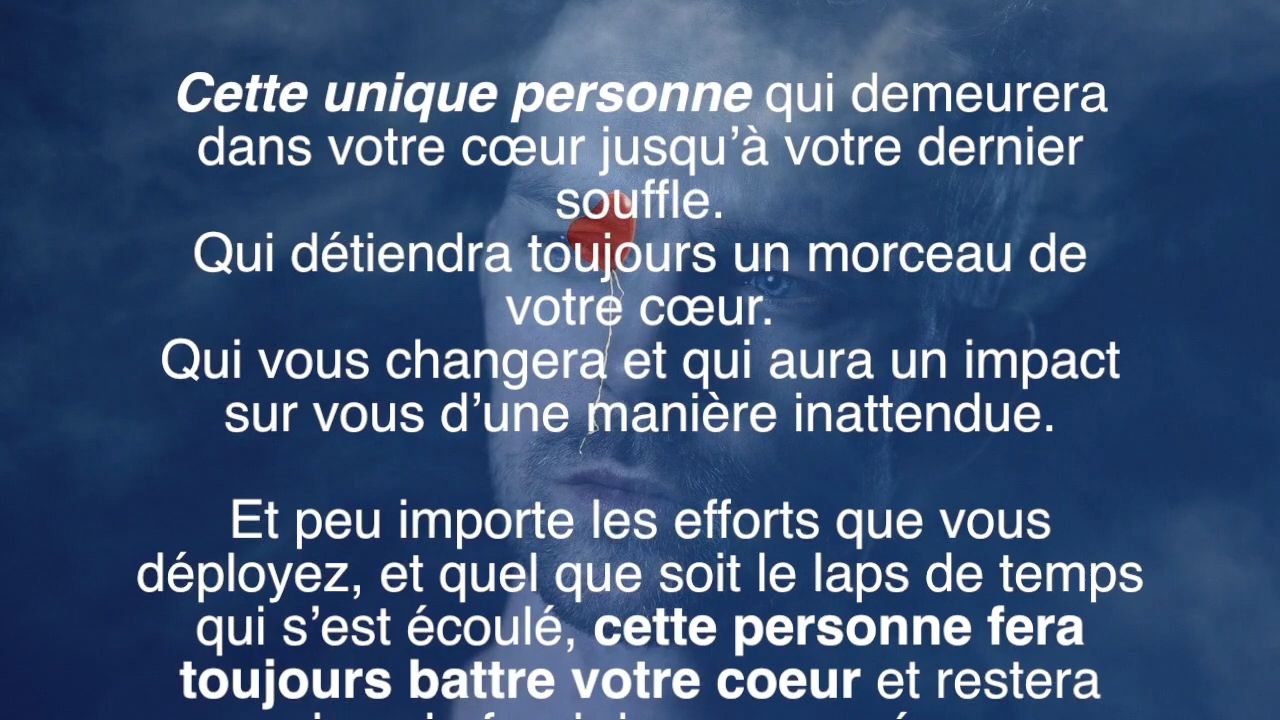 Cette unique personne qui demeurera
dans votre cœur jusqu’à votre dernier
souffle.
Qui détiendra toujours un morceau de
votre cœur.
Qui vous changera et qui aura un impact
sur vous d’une manière inattendue.
Et peu importe les efforts que vous
déployez, et quel que soit le laps de temps
qui s’est écoulé, cette personne fera
toujours battre votre coeur et restera